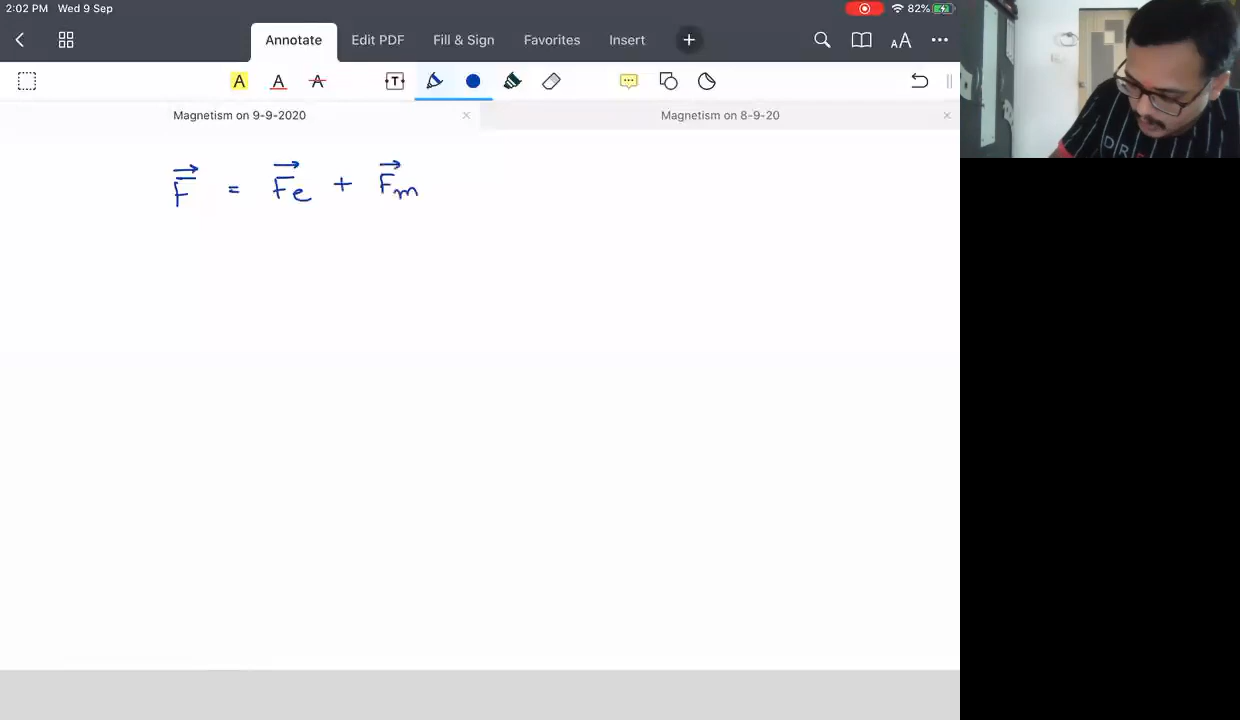 2:02 PM Wed 9 Sep 82%
Annotate Edit PDF Fill & Sign Favorites Insert
Magnetism on 9-9-2020 Magnetism on 8-9-20
F⃗ = F⃗e + F⃗m